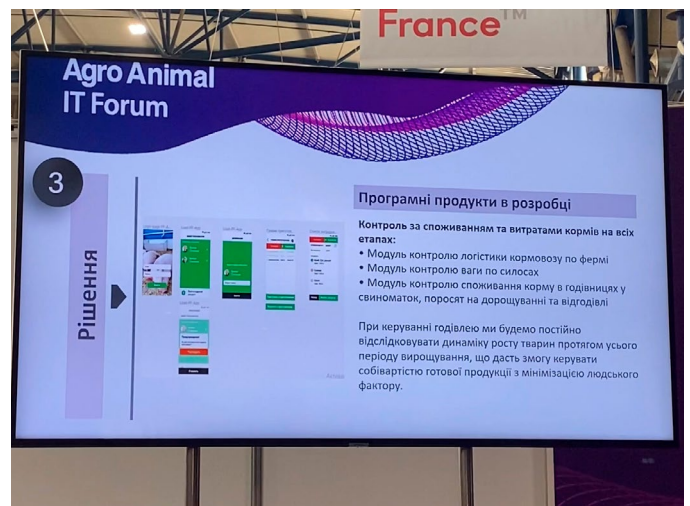 France™
Agro Animal
IT Forum
3
Рішення
Програмні продукти в розробці
Контроль за споживанням та витратами кормів на всіх
етапах:
• Модуль контролю логістики кормовозу по фермі
• Модуль контролю ваги по силосах
• Модуль контролю споживання корму в годівницях у
свиноматок, поросят на дорощуванні та відгодівлі
При керуванні годівлею ми будемо постійно
відслідковувати динаміку росту тварин протягом усього
періоду вирощування, що дасть змогу керувати
собівартістю готової продукції з мінімізацією людського
фактору.